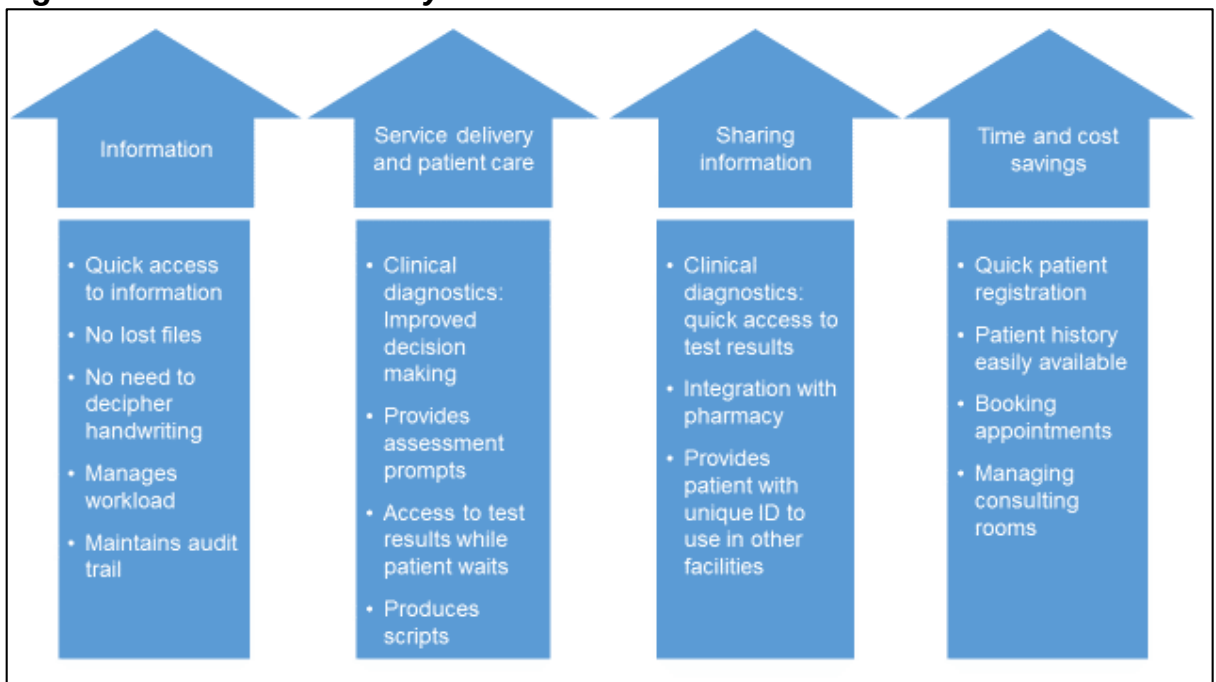 Information
• Quick access
to information
• No lost files
• No need to
decipher
handwriting
• Manages
workload
• Maintains audit
trail
Service delivery
and patient care
• Clinical
diagnostics:
Improved
decision
making
• Provides
assessment
prompts
• Access to test
results while
patient waits
• Produces
scripts
Sharing
information
• Clinical
diagnostics:
quick access to
test results
• Integration with
pharmacy
• Provides
patient with
unique ID to
use in other
facilities
Time and cost
savings
• Quick patient
registration
• Patient history
easily available
• Booking
appointments
• Managing
consulting
rooms